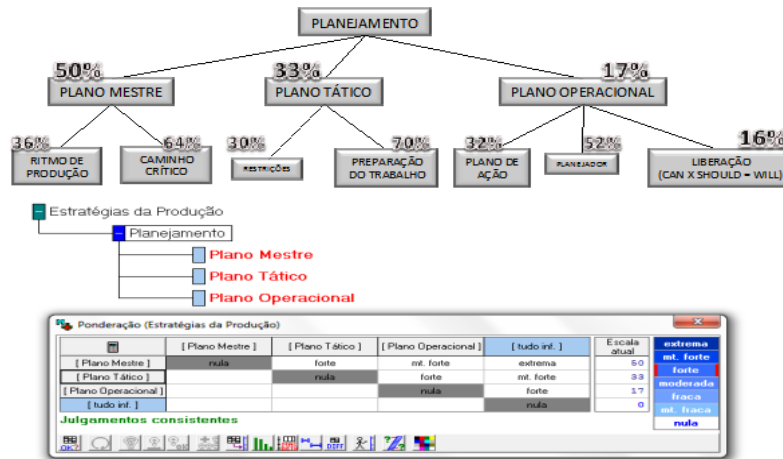 PLANEJAMENTO
50% 33% 17%
PLANO MESTRE PLANO TÁTICO PLANO OPERACIONAL
36% 64% 30% 70% 32% 52% 16%
RITMO DE PRODUÇÃO
CAMINHO CRÍTICO
RESTRIÇÕES
PREPARAÇÃO DO TRABALHO
PLANO DE AÇÃO
PLANEJADOR
LIBERAÇÃO
(CAN X SHOULD = WILL)
Estratégias da Produção
Planejamento
Plano Mestre
Plano Tático
Plano Operacional
Ponderação (Estratégias da Produção)
[ Plano Mestre ] [ Plano Tático ] [ Plano Operacional ] [ tudo inf. ] Escala atual
[ Plano Mestre ] nula forte mt. forte extrema 50
[ Plano Tático ] nula forte mt. forte 33
[ Plano Operacional ] nula forte 17
[ tudo inf. ] nula 0
extrema
mt. forte
forte
moderada
fraca
mt. fraca
nula
Julgamentos consistentes